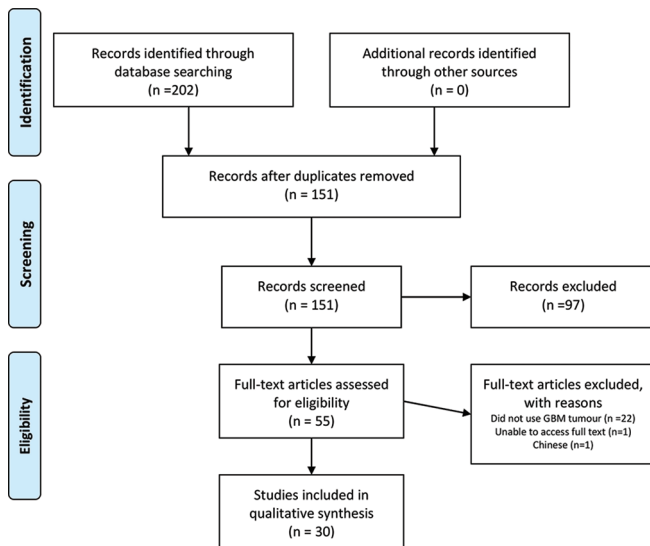 Identification
Records identified through
database searching
(n =202)
Additional records identified
through other sources
(n = 0)
Records after duplicates removed
(n = 151)
Screening
Records screened
(n = 151)
Records excluded
(n =97)
Eligibility
Full-text articles assessed
for eligibility
(n = 55)
Full-text articles excluded,
with reasons
Did not use GBM tumour (n =22)
Unable to access full text (n=1)
Chinese (n=1)
Studies included in
qualitative synthesis
(n = 30)